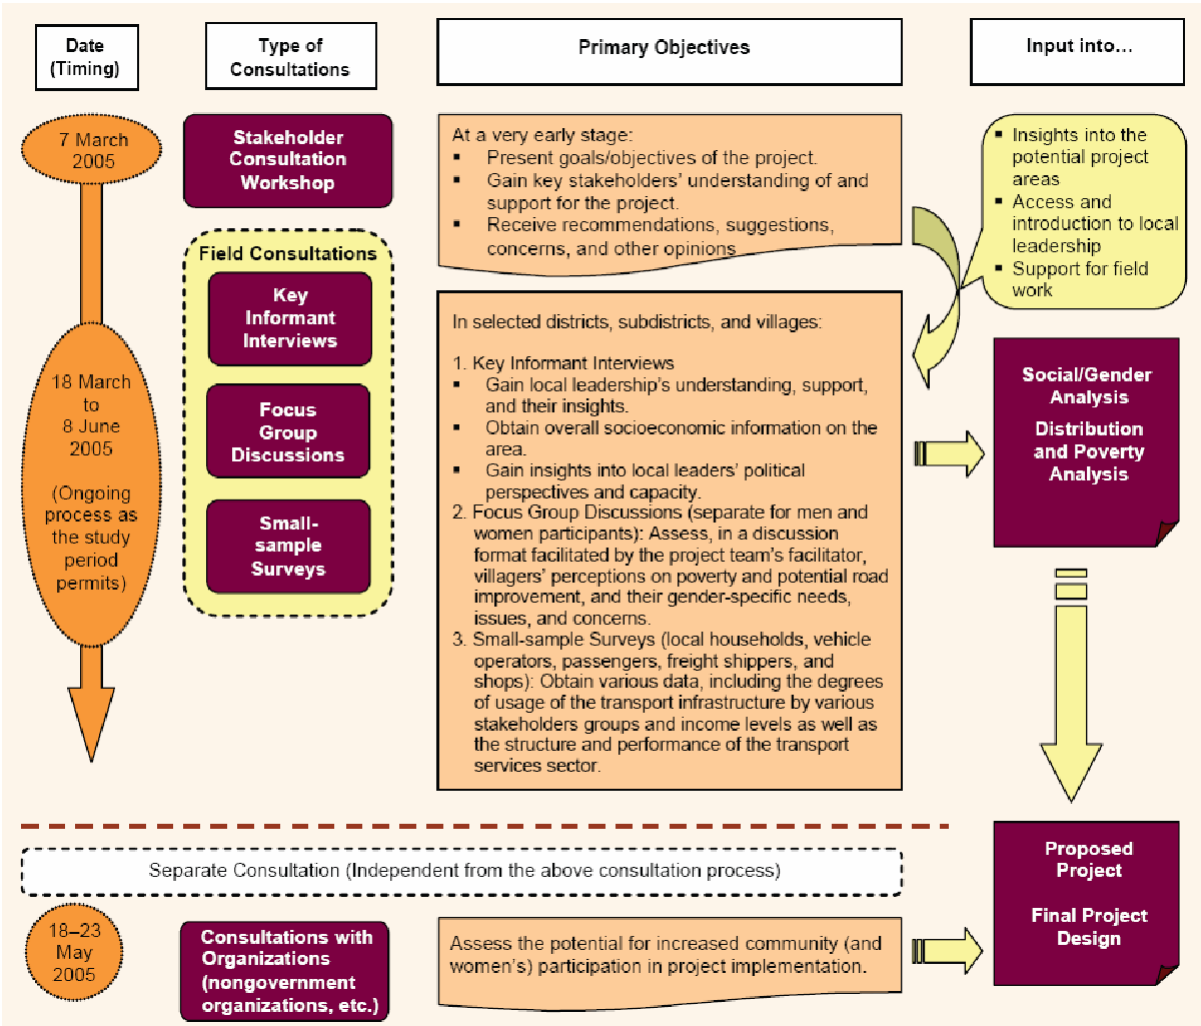 Date
(Timing)
Type of
Consultations
Primary Objectives
Input into…
7 March
2005
Stakeholder
Consultation
Workshop
At a very early stage:
▪ Present goals/objectives of the project.
▪ Gain key stakeholders' understanding of and
support for the project.
▪ Receive recommendations, suggestions,
concerns, and other opinions
▪ Insights into the
potential project
areas
▪ Access and
introduction to local
leadership
▪ Support for field
work
18 March
to
8 June
2005
(Ongoing
process as
the study
period
permits)
Field Consultations
Key
Informant
Interviews
Focus
Group
Discussions
Small-
sample
Surveys
In selected districts, subdistricts, and villages:
1. Key Informant Interviews
▪ Gain local leadership's understanding, support,
and their insights.
▪ Obtain overall socioeconomic information on the
area.
▪ Gain insights into local leaders' political
perspectives and capacity.
2. Focus Group Discussions (separate for men and
women participants): Assess, in a discussion
format facilitated by the project team's facilitator,
villagers' perceptions on poverty and potential road
improvement, and their gender-specific needs,
issues, and concerns.
3. Small-sample Surveys (local households, vehicle
operators, passengers, freight shippers, and
shops): Obtain various data, including the degrees
of usage of the transport infrastructure by various
stakeholders groups and income levels as well as
the structure and performance of the transport
services sector.
Social/Gender
Analysis
Distribution
and Poverty
Analysis
Separate Consultation (Independent from the above consultation process)
18–23
May
2005
Consultations with
Organizations
(nongovernment
organizations, etc.)
Assess the potential for increased community (and
women's) participation in project implementation.
Proposed
Project
Final Project
Design